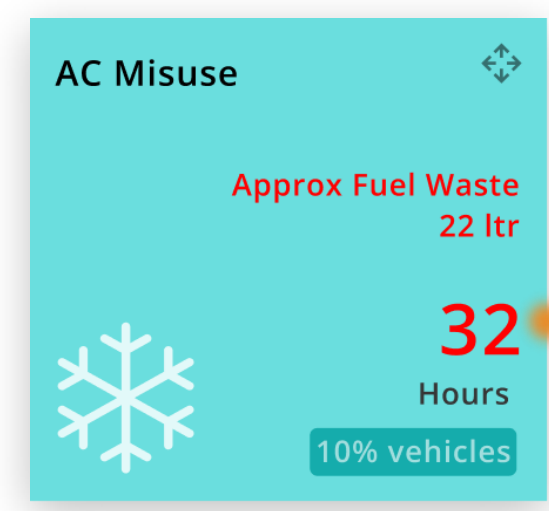 AC Misuse
Approx Fuel Waste
22 ltr
32
Hours
10% vehicles